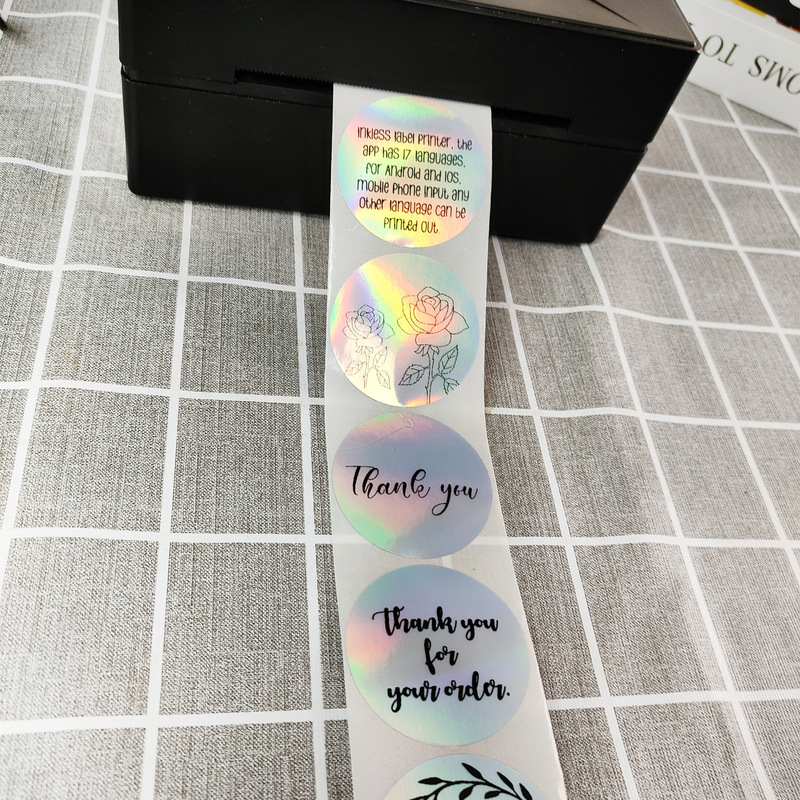 Inkless label printer, the
app has 17 languages,
for Android and iOS,
mobile phone input any
other language can be
printed out
Thank you
Thank you
for
your order.
OMS TO